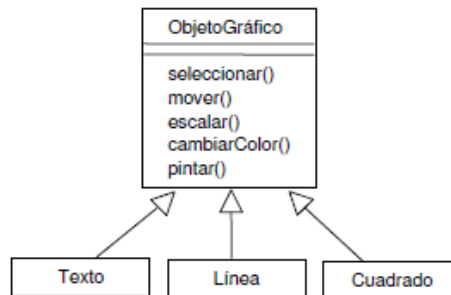 ObjetoGráfico
seleccionar()
mover()
escalar()
cambiarColor()
pintar()
Texto
Línea
Cuadrado